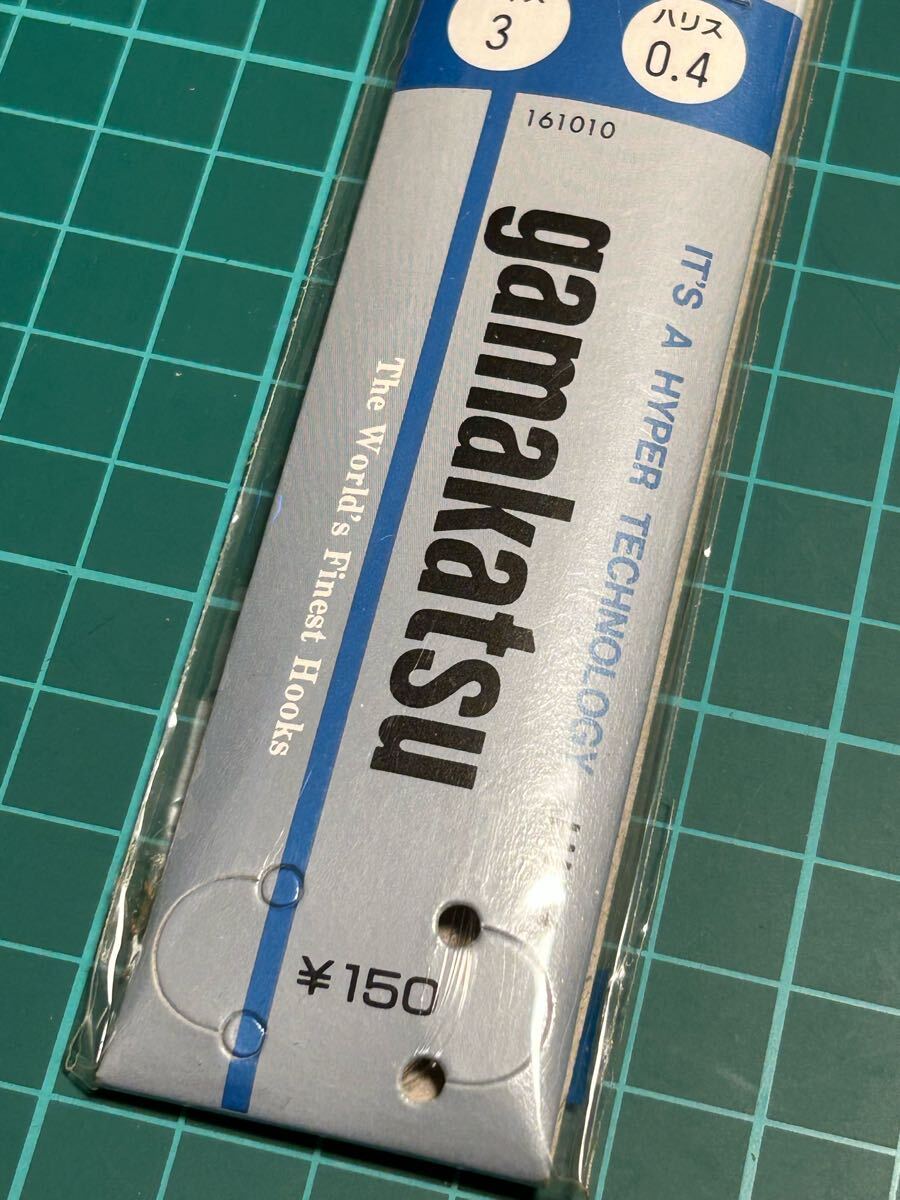 3
ハリス
0.4
161010
IT'S A HYPER TECHNOLOGY
gamakatsu
The World's Finest Hooks
¥150